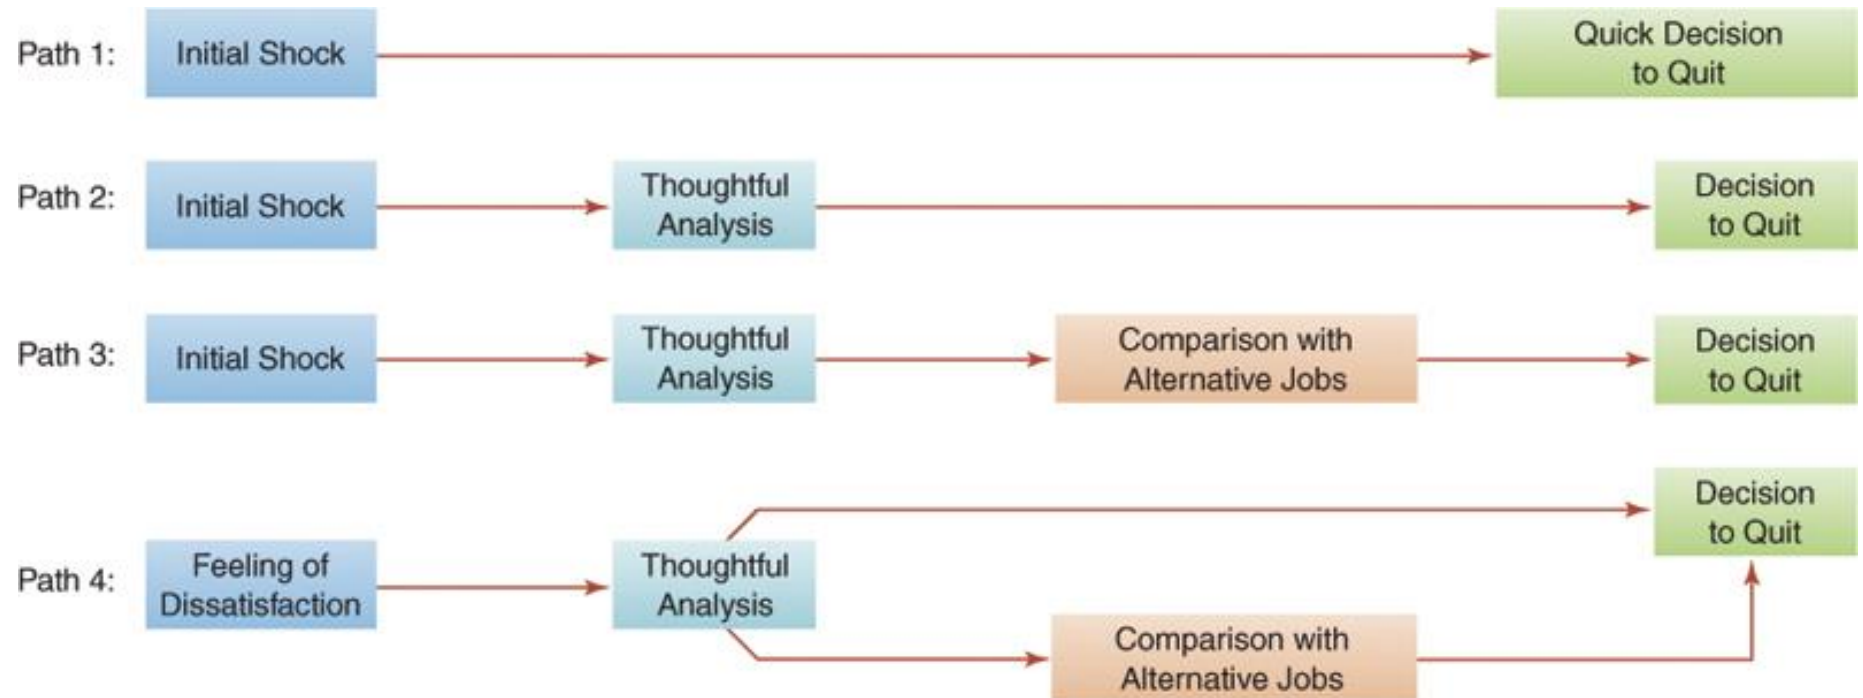 Path 1:
Initial Shock
Quick Decision
to Quit
Path 2:
Initial Shock
Thoughtful
Analysis
Decision
to Quit
Path 3:
Initial Shock
Thoughtful
Analysis
Comparison with
Alternative Jobs
Decision
to Quit
Path 4:
Feeling of
Dissatisfaction
Thoughtful
Analysis
Decision
to Quit
Comparison with
Alternative Jobs